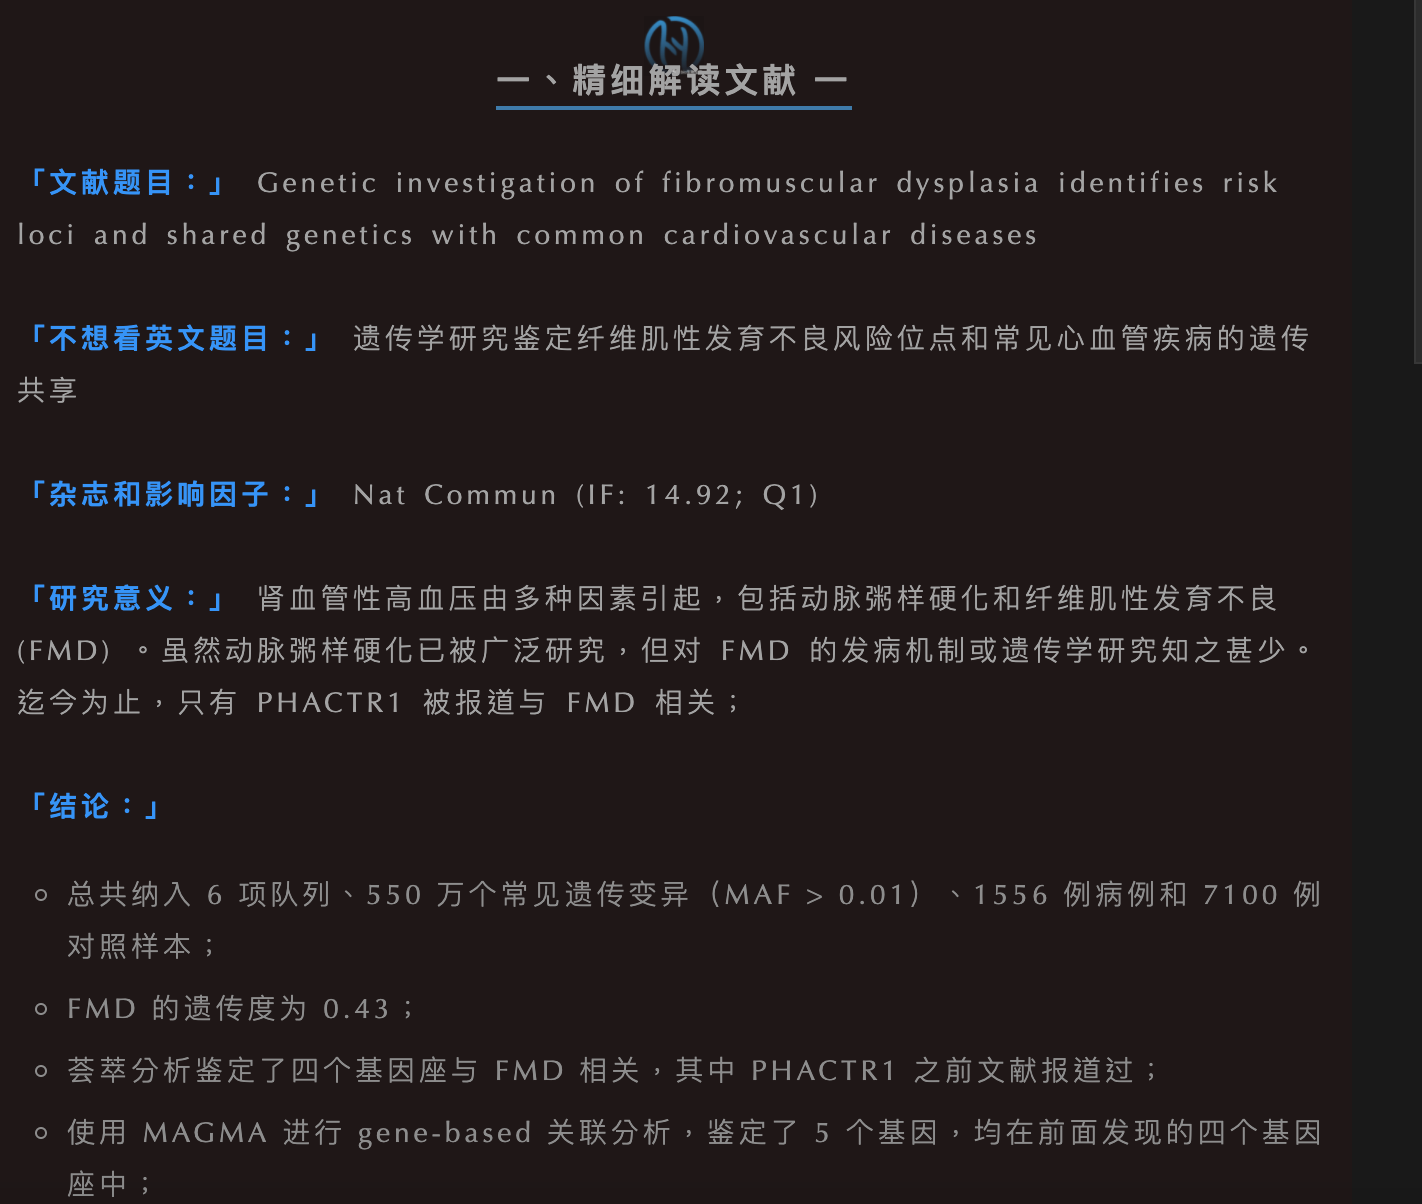 一、精细解读文献 一
「文献题目：」 Genetic investigation of fibromuscular dysplasia identifies risk
loci and shared genetics with common cardiovascular diseases
「不想看英文题目：」 遗传学研究鉴定纤维肌性发育不良风险位点和常见心血管疾病的遗传
共享
「杂志和影响因子：」 Nat Commun (IF: 14.92; Q1)
「研究意义：」 肾血管性高血压由多种因素引起，包括动脉粥样硬化和纤维肌性发育不良
(FMD) 。虽然动脉粥样硬化已被广泛研究，但对 FMD 的发病机制或遗传学研究知之甚少。
迄今为止，只有 PHACTR1 被报道与 FMD 相关；
「结论：」
总共纳入 6 项队列、550 万个常见遗传变异（MAF > 0.01）、1556 例病例和 7100 例
对照样本；
FMD 的遗传度为 0.43；
荟萃分析鉴定了四个基因座与 FMD 相关，其中 PHACTR1 之前文献报道过；
使用 MAGMA 进行 gene-based 关联分析，鉴定了 5 个基因，均在前面发现的四个基因
座中；